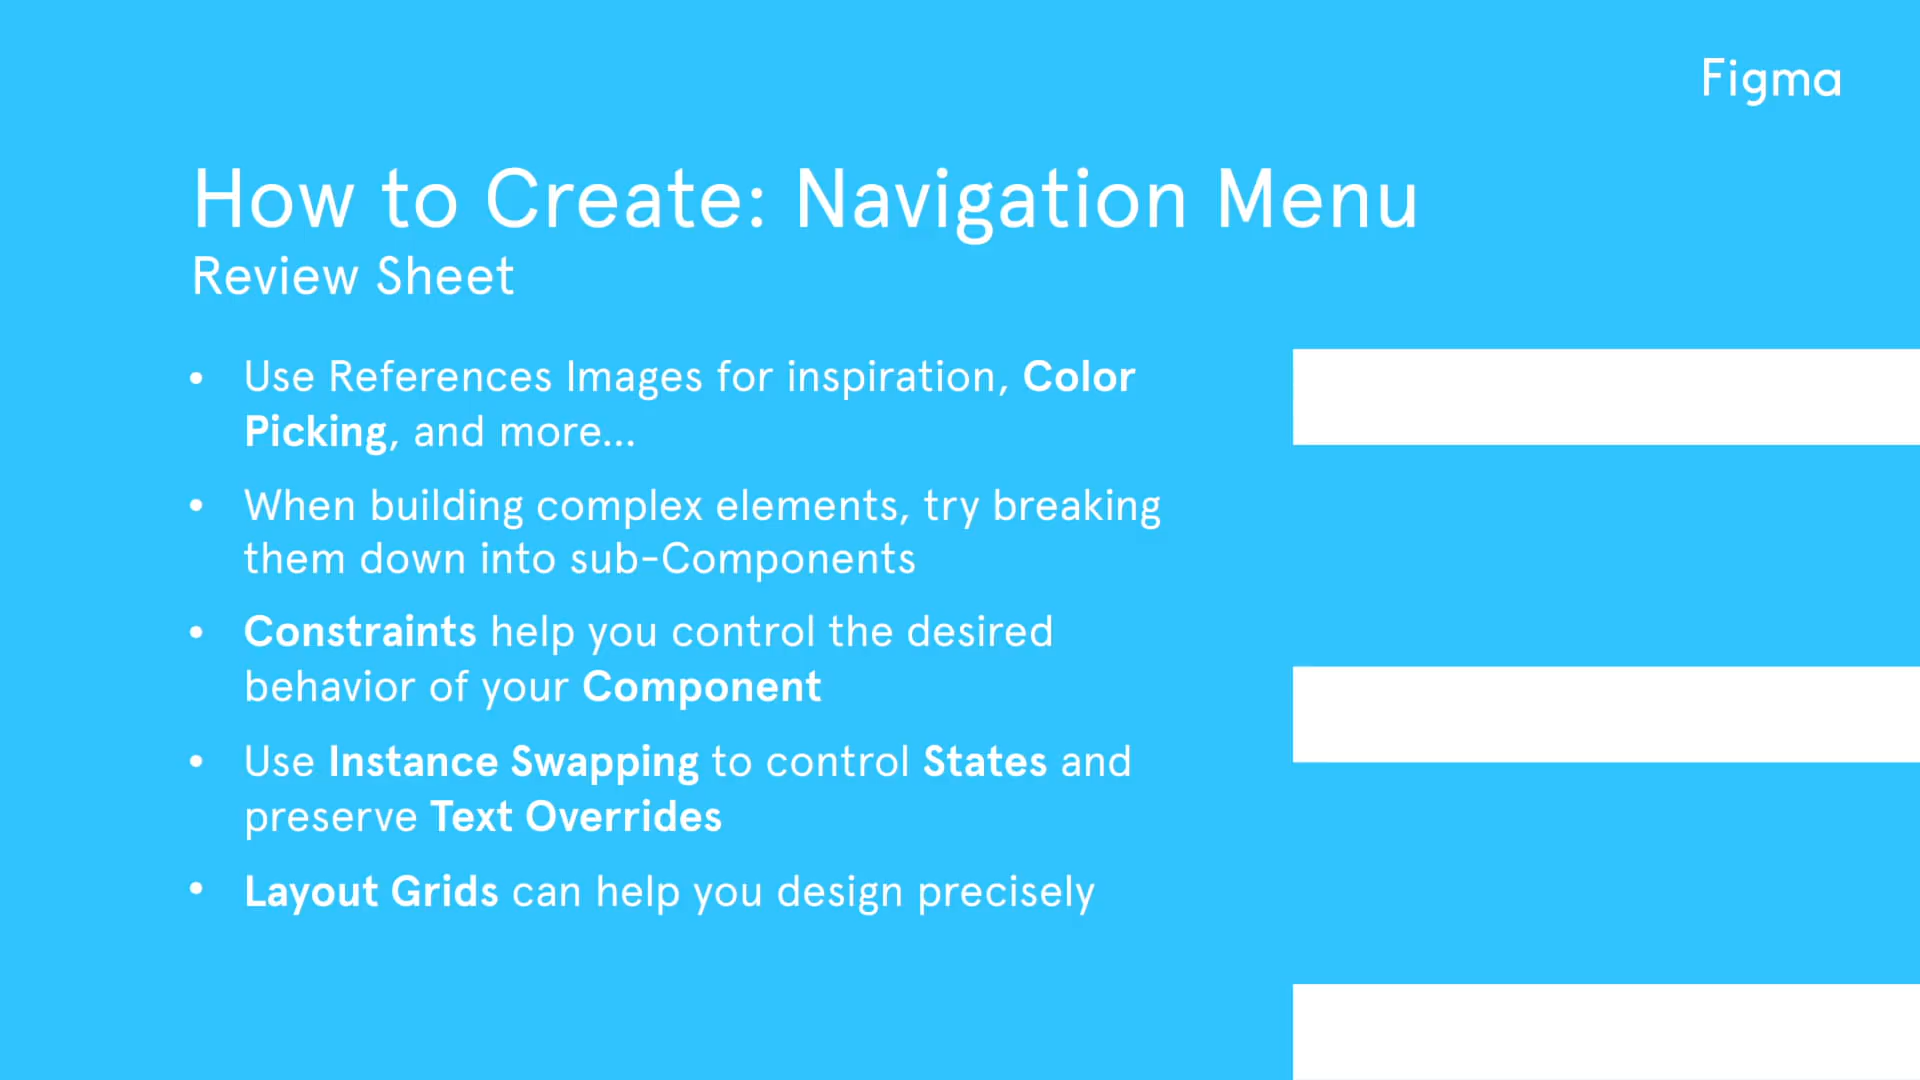 Figma
How to Create: Navigation Menu
Review Sheet
• Use References Images for inspiration, Color
Picking, and more...
• When building complex elements, try breaking
them down into sub-Components
• Constraints help you control the desired
behavior of your Component
• Use Instance Swapping to control States and
preserve Text Overrides
• Layout Grids can help you design precisely